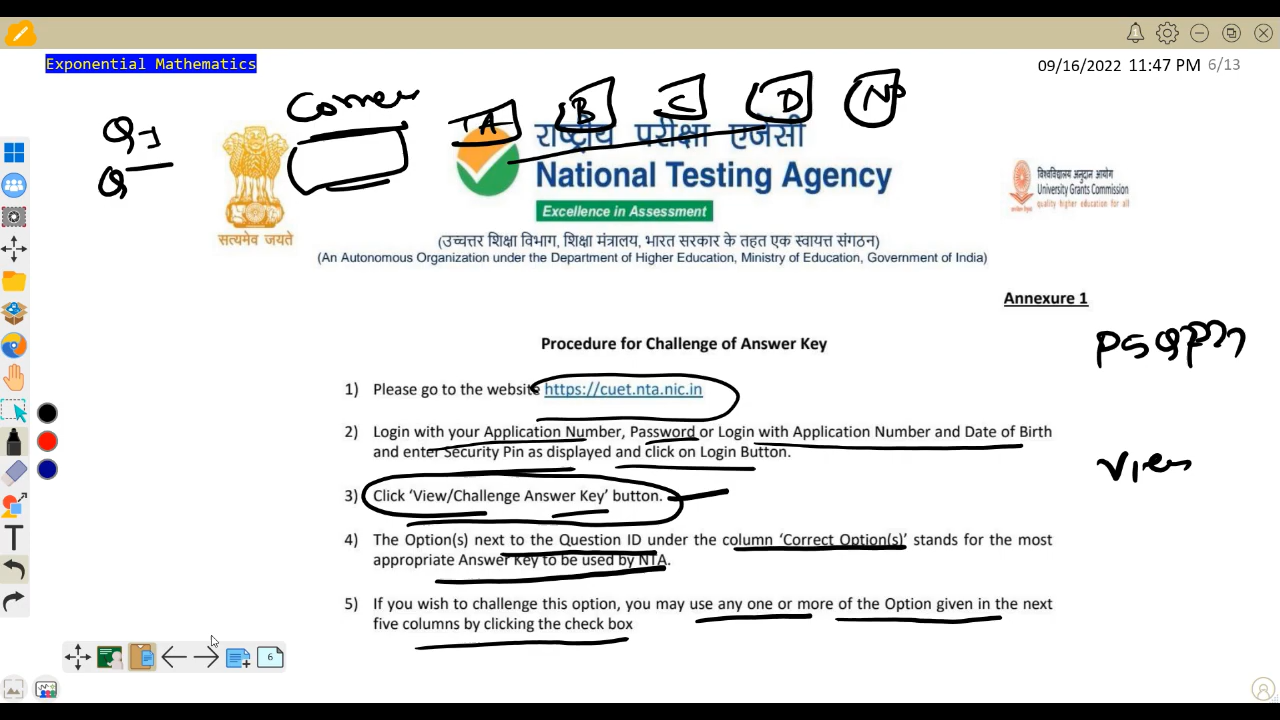 Exponential Mathematics
09/16/2022 11:47 PM 6/13
A B C D
Q
राष्ट्रीय परीक्षा एजेंसी
National Testing Agency
Excellence in Assessment
सत्यमेव जयते
विश्वविद्यालय अनुदान आयोग
University Grants Commission
quality higher education for all
(उच्चतर शिक्षा विभाग, शिक्षा मंत्रालय, भारत सरकार के तहत एक स्वायत्त संगठन)
(An Autonomous Organization under the Department of Higher Education, Ministry of Education, Government of India)
Annexure 1
Procedure for Challenge of Answer Key
1) Please go to the website https://cuet.nta.nic.in
2) Login with your Application Number, Password or Login with Application Number and Date of Birth
and enter Security Pin as displayed and click on Login Button.
View
3) Click ‘View/Challenge Answer Key’ button.
4) The Option(s) next to the Question ID under the column ‘Correct Option(s)’ stands for the most
appropriate Answer Key to be used by NTA.
5) If you wish to challenge this option, you may use any one or more of the Option given in the next
five columns by clicking the check box
T
6